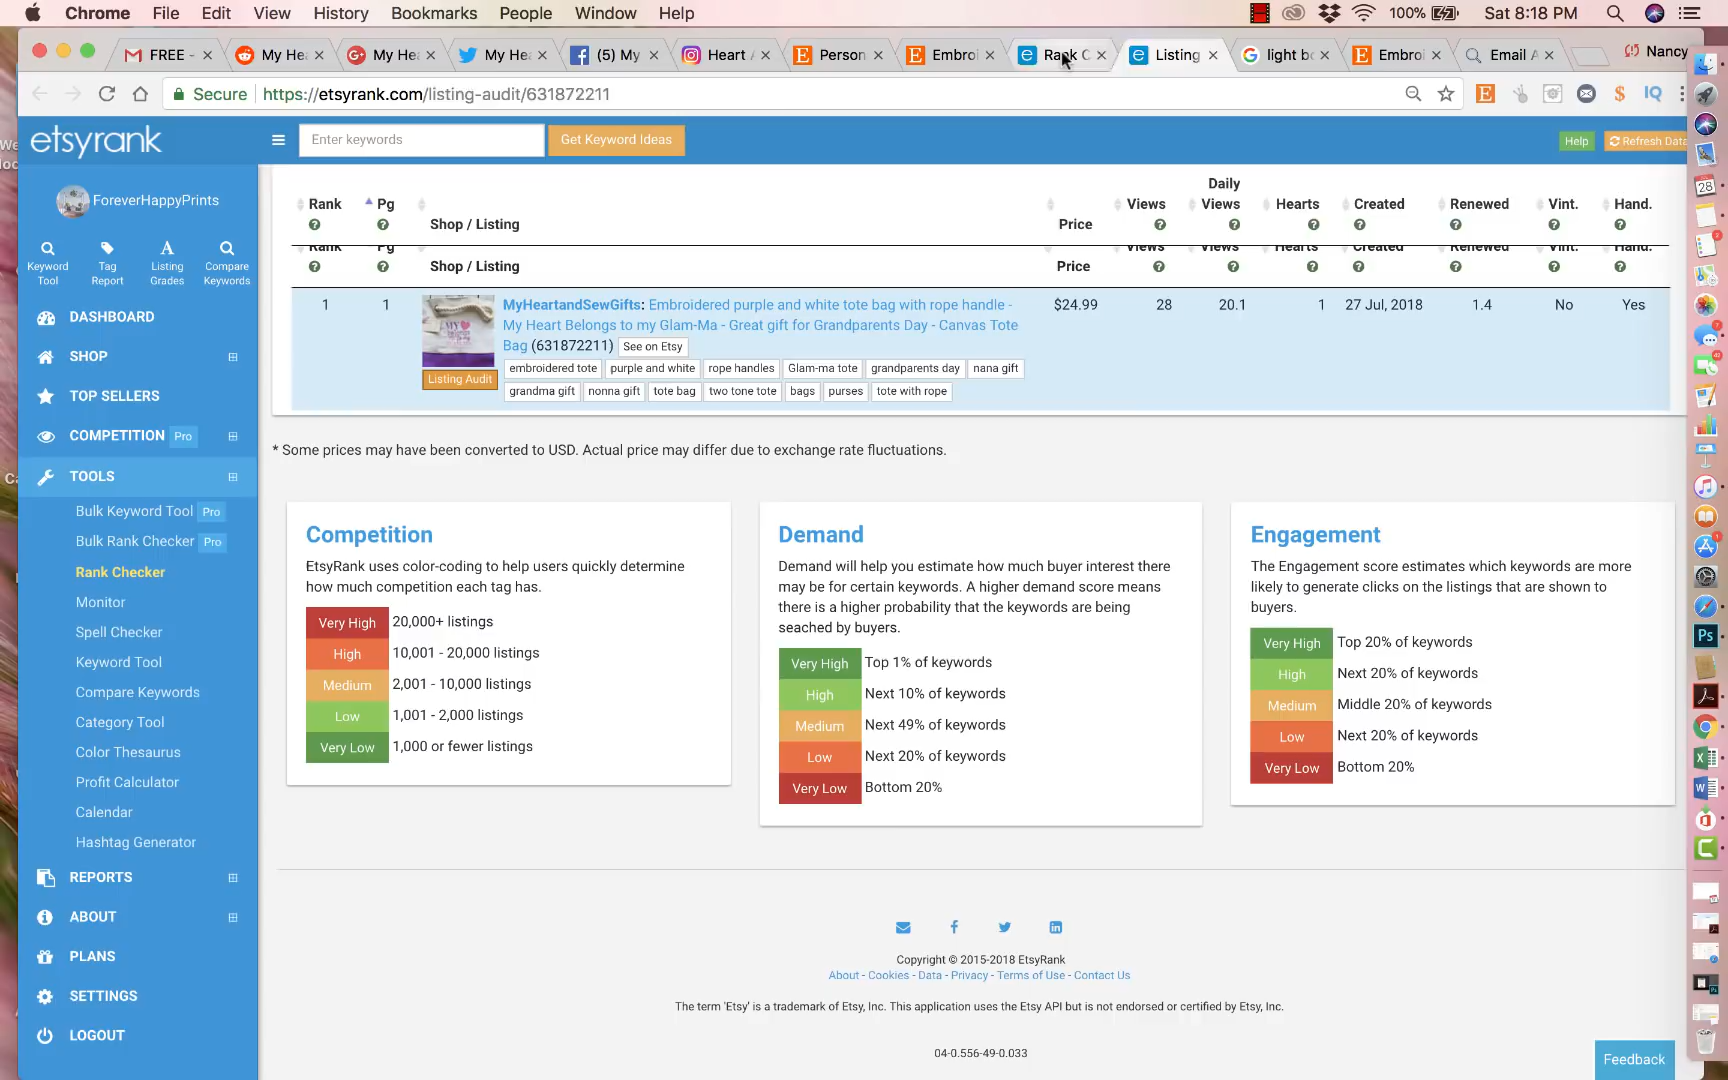 Chrome File Edit View History Bookmarks People Window Help 100% Sat 8:18 PM
FREE - My Hea My Hea My Hea (5) My Heart A Person Embroi Rank C Listing light bo Embroi Email A Nancy
Secure https://etsyrank.com/listing-audit/631872211
etsyrank Enter keywords Get Keyword Ideas Help Refresh Data
ForeverHappyPrints
Keyword Tool
Tag Report
Listing Grades
Compare Keywords
DASHBOARD
SHOP
TOP SELLERS
COMPETITION Pro
TOOLS
Bulk Keyword Tool Pro
Bulk Rank Checker Pro
Rank Checker
Monitor
Spell Checker
Keyword Tool
Compare Keywords
Category Tool
Color Thesaurus
Profit Calculator
Calendar
Hashtag Generator
REPORTS
ABOUT
PLANS
SETTINGS
LOGOUT
Rank Pg Shop / Listing Price Views Daily Views Hearts Created Renewed Vint. Hand.
Rank Pg Shop / Listing Price Views Views Hearts Created Renewed Vint. Hand.
1 1 MyHeartandSewGifts: Embroidered purple and white tote bag with rope handle - $24.99 28 20.1 1 27 Jul, 2018 1.4 No Yes
My Heart Belongs to my Glam-Ma - Great gift for Grandparents Day - Canvas Tote
Bag (631872211) See on Etsy
Listing Audit
embroidered tote purple and white rope handles Glam-ma tote grandparents day nana gift
grandma gift nonna gift tote bag two tone tote bags purses tote with rope
* Some prices may have been converted to USD. Actual price may differ due to exchange rate fluctuations.
Competition
EtsyRank uses color-coding to help users quickly determine
how much competition each tag has.
Very High 20,000+ listings
High 10,001 - 20,000 listings
Medium 2,001 - 10,000 listings
Low 1,001 - 2,000 listings
Very Low 1,000 or fewer listings
Demand
Demand will help you estimate how much buyer interest there
may be for certain keywords. A higher demand score means
there is a higher probability that the keywords are being
seached by buyers.
Very High Top 1% of keywords
High Next 10% of keywords
Medium Next 49% of keywords
Low Next 20% of keywords
Very Low Bottom 20%
Engagement
The Engagement score estimates which keywords are more
likely to generate clicks on the listings that are shown to
buyers.
Very High Top 20% of keywords
High Next 20% of keywords
Medium Middle 20% of keywords
Low Next 20% of keywords
Very Low Bottom 20%
Copyright © 2015-2018 EtsyRank
About - Cookies - Data - Privacy - Terms of Use - Contact Us
The term 'Etsy' is a trademark of Etsy, Inc. This application uses the Etsy API but is not endorsed or certified by Etsy, Inc.
04-0.556-49-0.033
Feedback